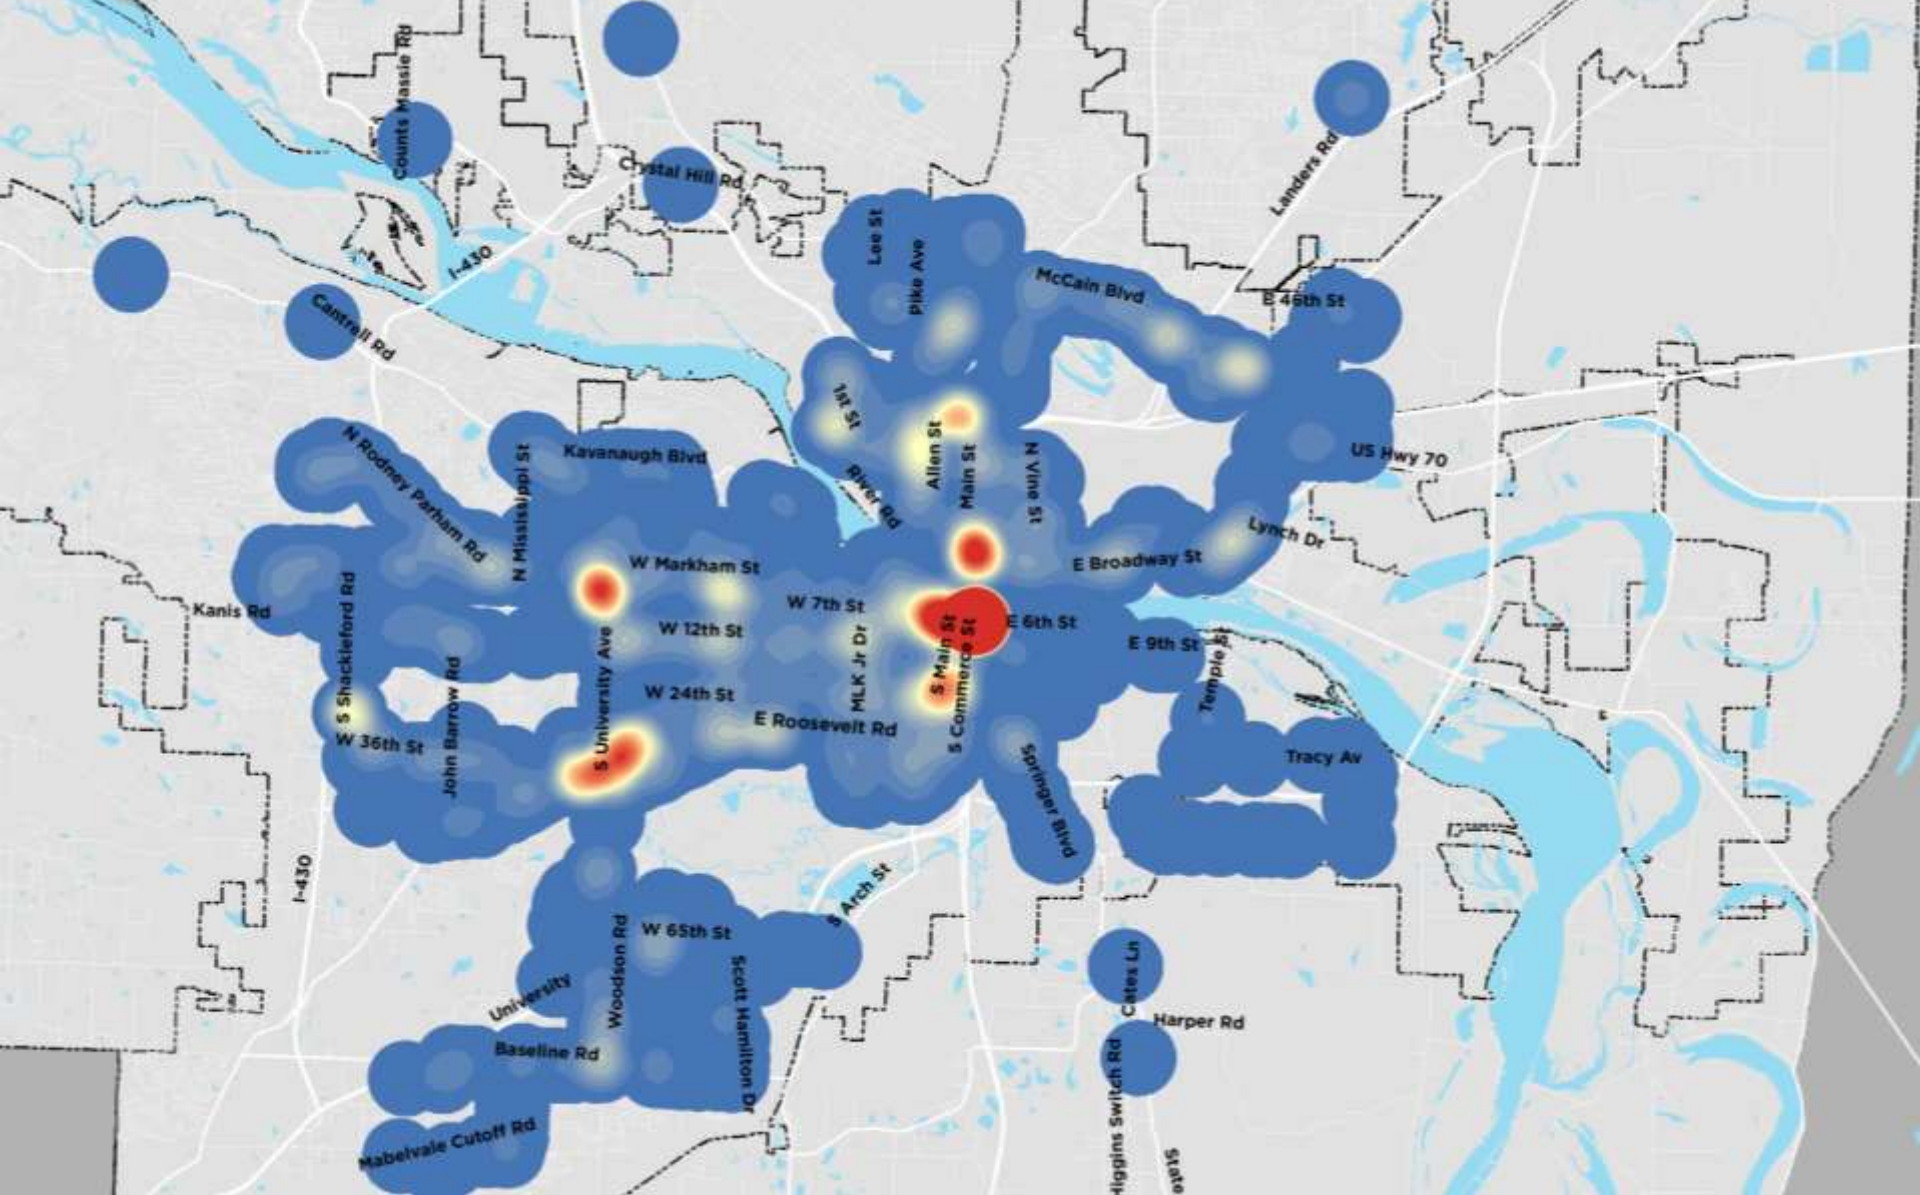 Counts Massie Rd
Crystal Hill Rd
Landers Rd
Lee St
Pike Ave
I-430
McCain Blvd
E 46th St
Cantrell Rd
1st St
Allen St
Main St
N Vine St
US Hwy 70
N Rodney Parham Rd
N Mississippi St
Kavanaugh Blvd
River Rd
Lynch Dr
W Markham St
E Broadway St
Kanis Rd
S Shackleford Rd
W 7th St
E 6th St
W 12th St
MLK Jr Dr
S Main St
S Commerce St
E 9th St
Temple St
John Barrow Rd
S University Ave
W 24th St
E Roosevelt Rd
W 36th St
Springer Blvd
Tracy Av
I-430
S Arch St
W 65th St
Woodson Rd
Scott Hamilton Dr
University
Cates Ln
Harper Rd
Baseline Rd
Higgins Switch Rd
Mabelvale Cutoff Rd
State